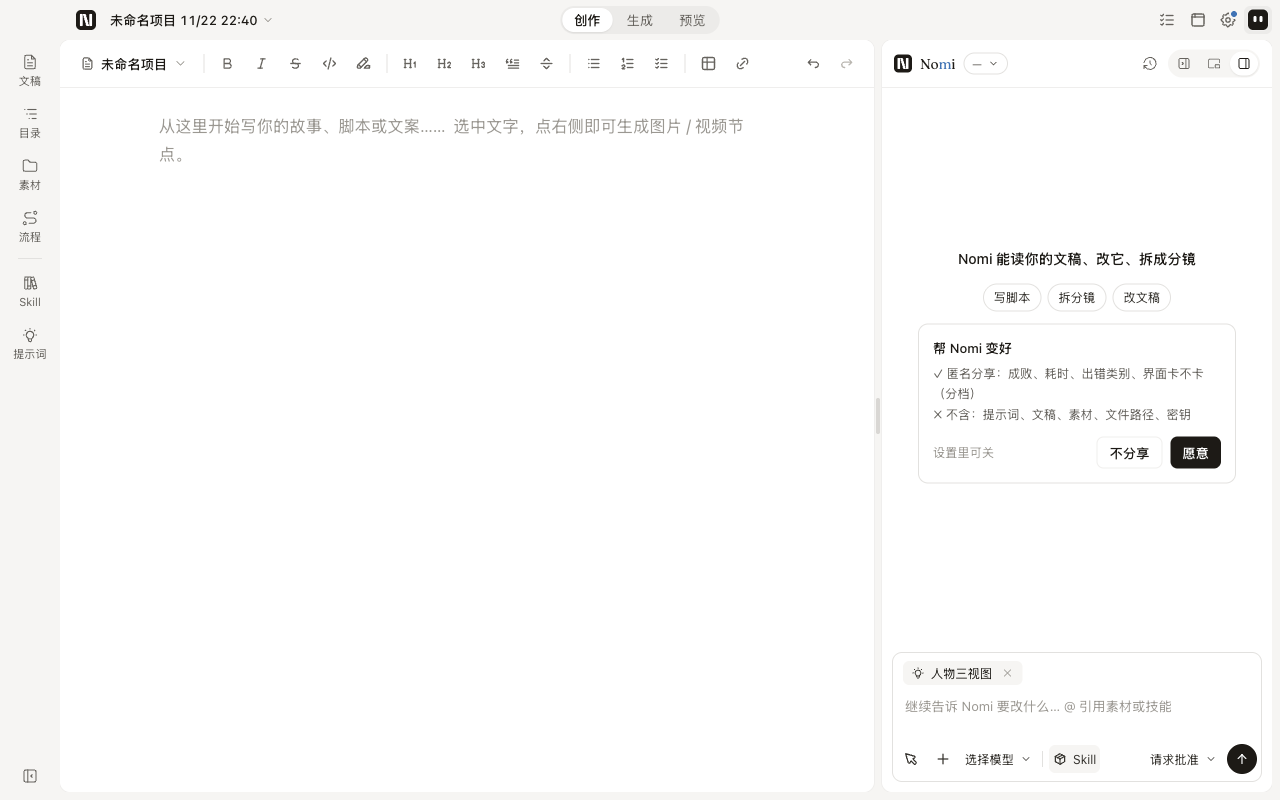 未命名项目 11/22 22:40
创作
生成
预览
文稿
目录
素材
流程
Skill
提示词
未命名项目
B
I
S
H1
H2
H3
从这里开始写你的故事、脚本或文案…… 选中文字，点右侧即可生成图片 / 视频节
点。
Nomi
—
Nomi 能读你的文稿、改它、拆成分镜
写脚本
拆分镜
改文稿
帮 Nomi 变好
✓ 匿名分享：成败、耗时、出错类别、界面卡不卡
（分档）
✕ 不含：提示词、文稿、素材、文件路径、密钥
设置里可关
不分享
愿意
人物三视图
继续告诉 Nomi 要改什么... @ 引用素材或技能
选择模型
Skill
请求批准